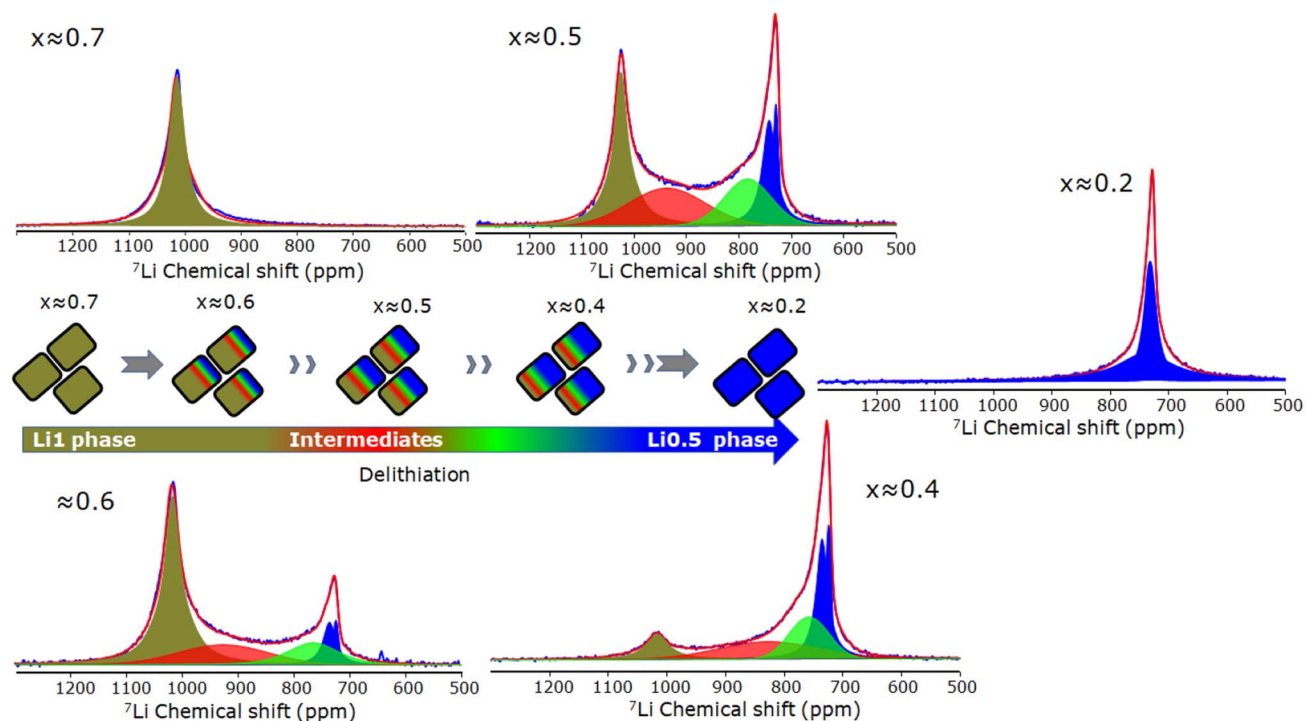 x≈0.7
1200 1100 1000 900 800 700 600 500
⁷Li Chemical shift (ppm)
x≈0.5
1200 1100 1000 900 800 700 600 500
⁷Li Chemical shift (ppm)
x≈0.2
1200 1100 1000 900 800 700 600 500
⁷Li Chemical shift (ppm)
x≈0.7 x≈0.6 x≈0.5 x≈0.4 x≈0.2
Li1 phase Intermediates Li0.5 phase
Delithiation
≈0.6
1200 1100 1000 900 800 700 600 500
⁷Li Chemical shift (ppm)
x≈0.4
1200 1100 1000 900 800 700 600 500
⁷Li Chemical shift (ppm)